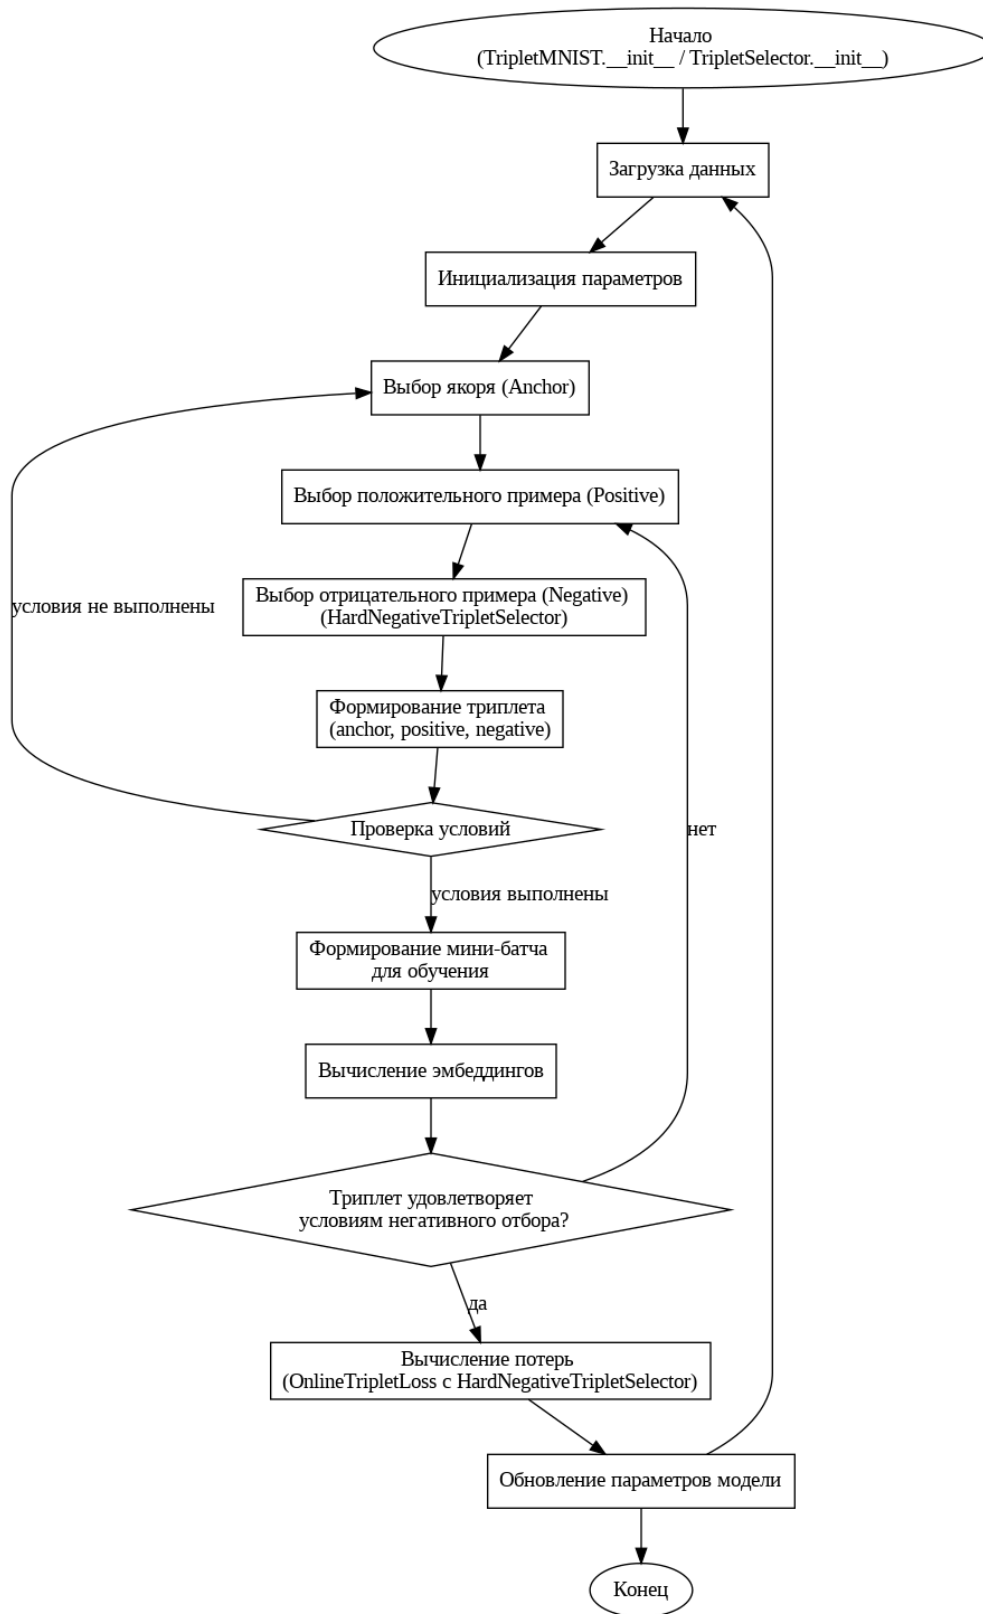 Начало
(TripletMNIST.__init__ / TripletSelector.__init__)
Загрузка данных
Инициализация параметров
Выбор якоря (Anchor)
Выбор положительного примера (Positive)
Выбор отрицательного примера (Negative)
(HardNegativeTripletSelector)
условия не выполнены
Формирование триплета
(anchor, positive, negative)
Проверка условий
нет
условия выполнены
Формирование мини-батча
для обучения
Вычисление эмбеддингов
Триплет удовлетворяет
условиям негативного отбора?
да
Вычисление потерь
(OnlineTripletLoss с HardNegativeTripletSelector)
Обновление параметров модели
Конец